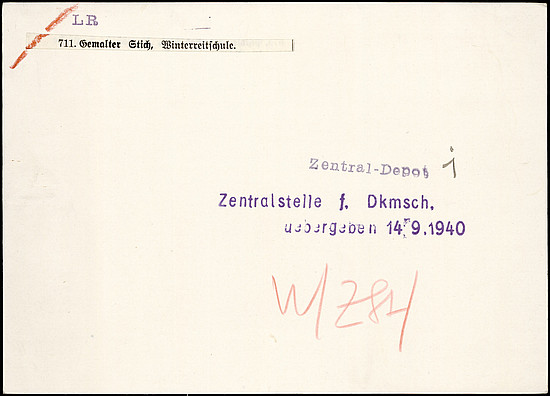 LR
711. Gemalter Stich, Winterreitschule.
Zentral-Depot i
Zentralstelle f. Dkmsch.
uebergeben 14. 9. 1940
W/Z84